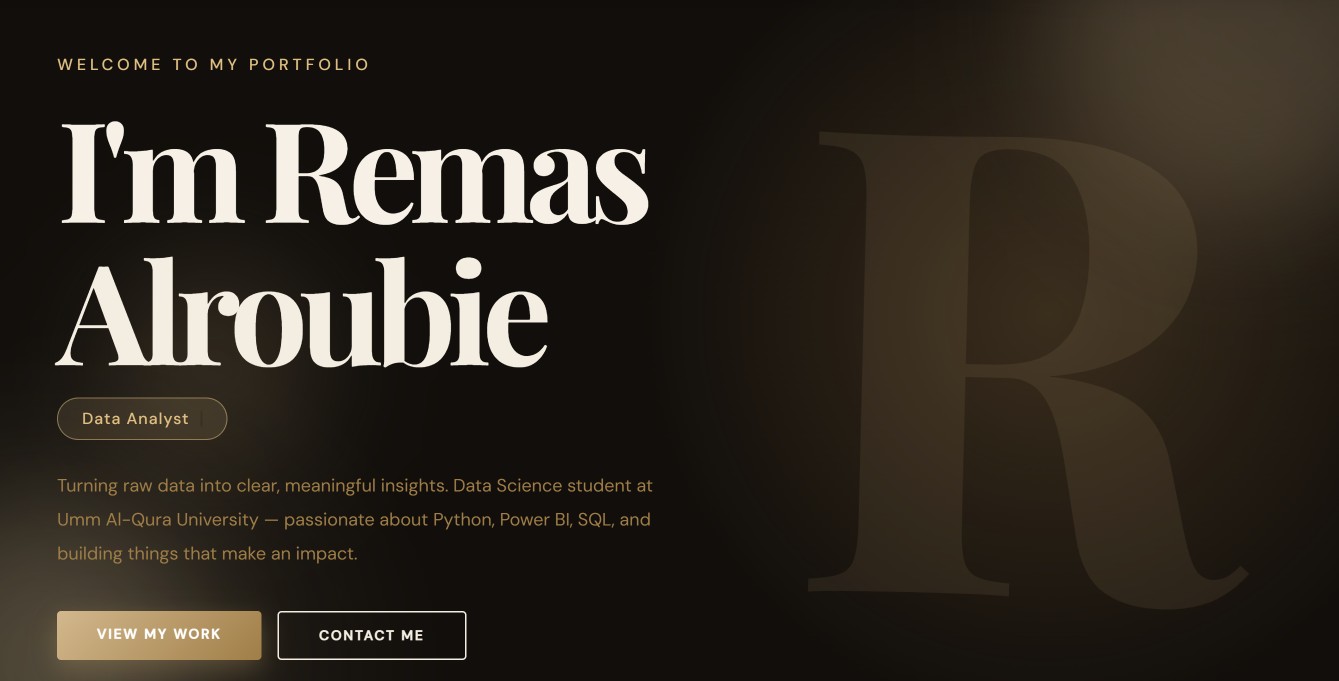 WELCOME TO MY PORTFOLIO
I'm Remas
Alroubie
Data Analyst
Turning raw data into clear, meaningful insights. Data Science student at
Umm Al-Qura University — passionate about Python, Power BI, SQL, and
building things that make an impact.
VIEW MY WORK
CONTACT ME
R